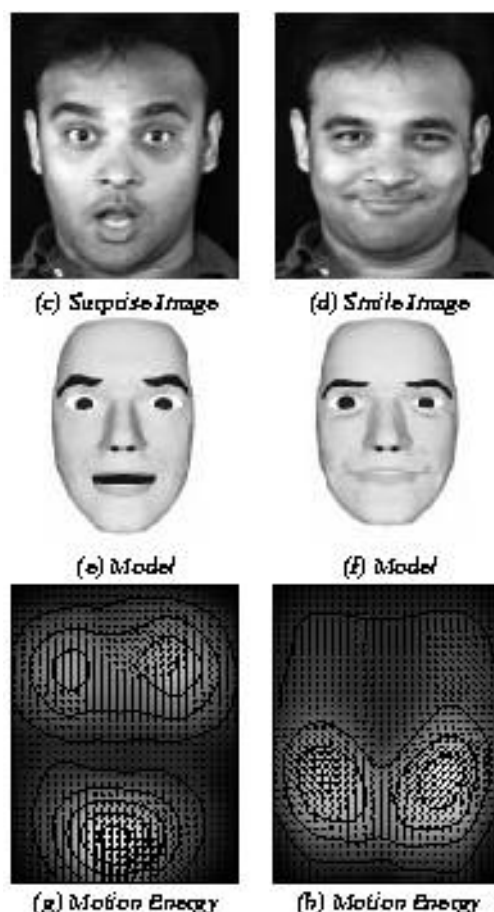 (c) Surprise Image
(d) Smile Image
(e) Model
(f) Model
(g) Motion Energy
(h) Motion Energy